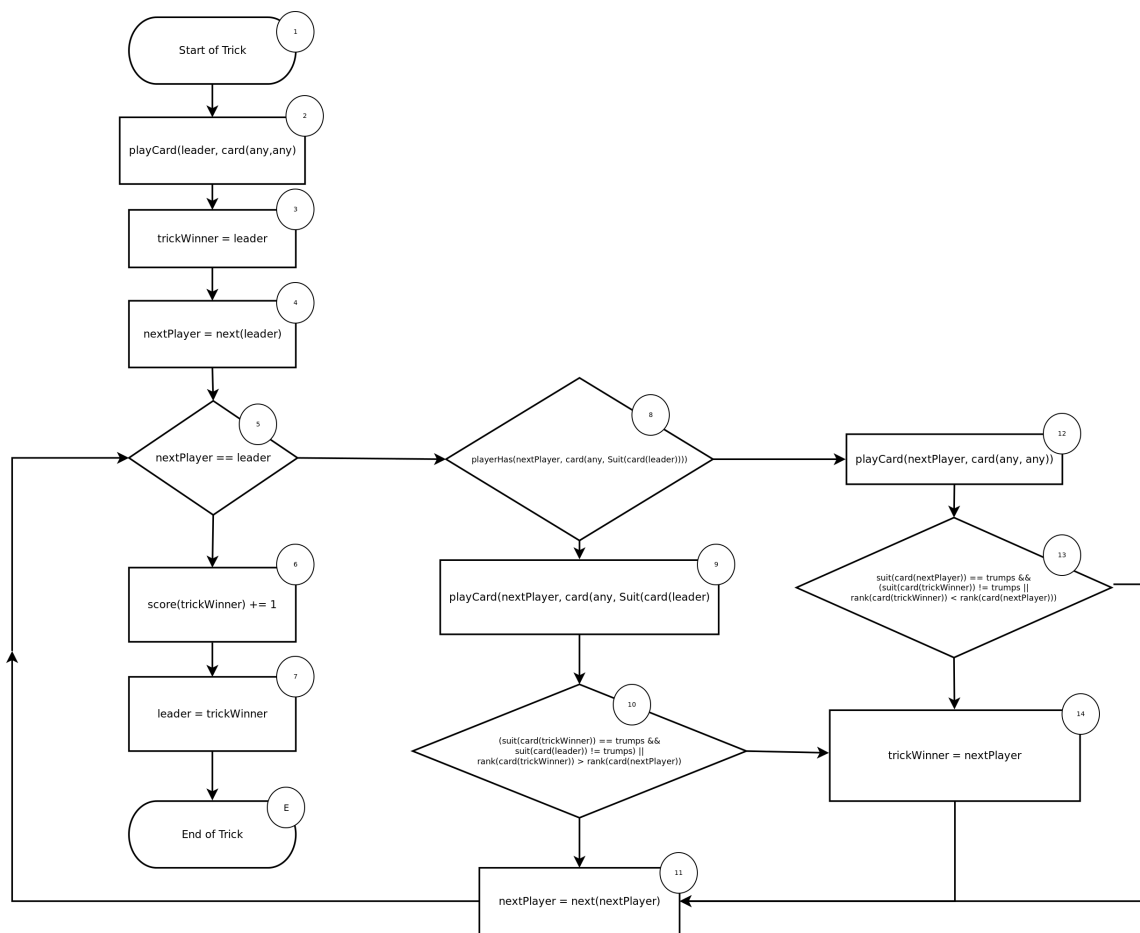 1
Start of Trick
2
playCard(leader, card(any,any)
3
trickWinner = leader
4
nextPlayer = next(leader)
5
nextPlayer == leader
6
score(trickWinner) += 1
7
leader = trickWinner
E
End of Trick
8
playerHas(nextPlayer, card(any, Suit(card(leader))))
9
playCard(nextPlayer, card(any, Suit(card(leader)
10
(suit(card(trickWinner)) == trumps &&
suit(card(leader)) != trumps) ||
rank(card(trickWinner)) > rank(card(nextPlayer))
11
nextPlayer = next(nextPlayer)
12
playCard(nextPlayer, card(any, any))
13
suit(card(nextPlayer)) == trumps &&
(suit(card(trickWinner)) != trumps ||
rank(card(trickWinner)) < rank(card(nextPlayer)))
14
trickWinner = nextPlayer